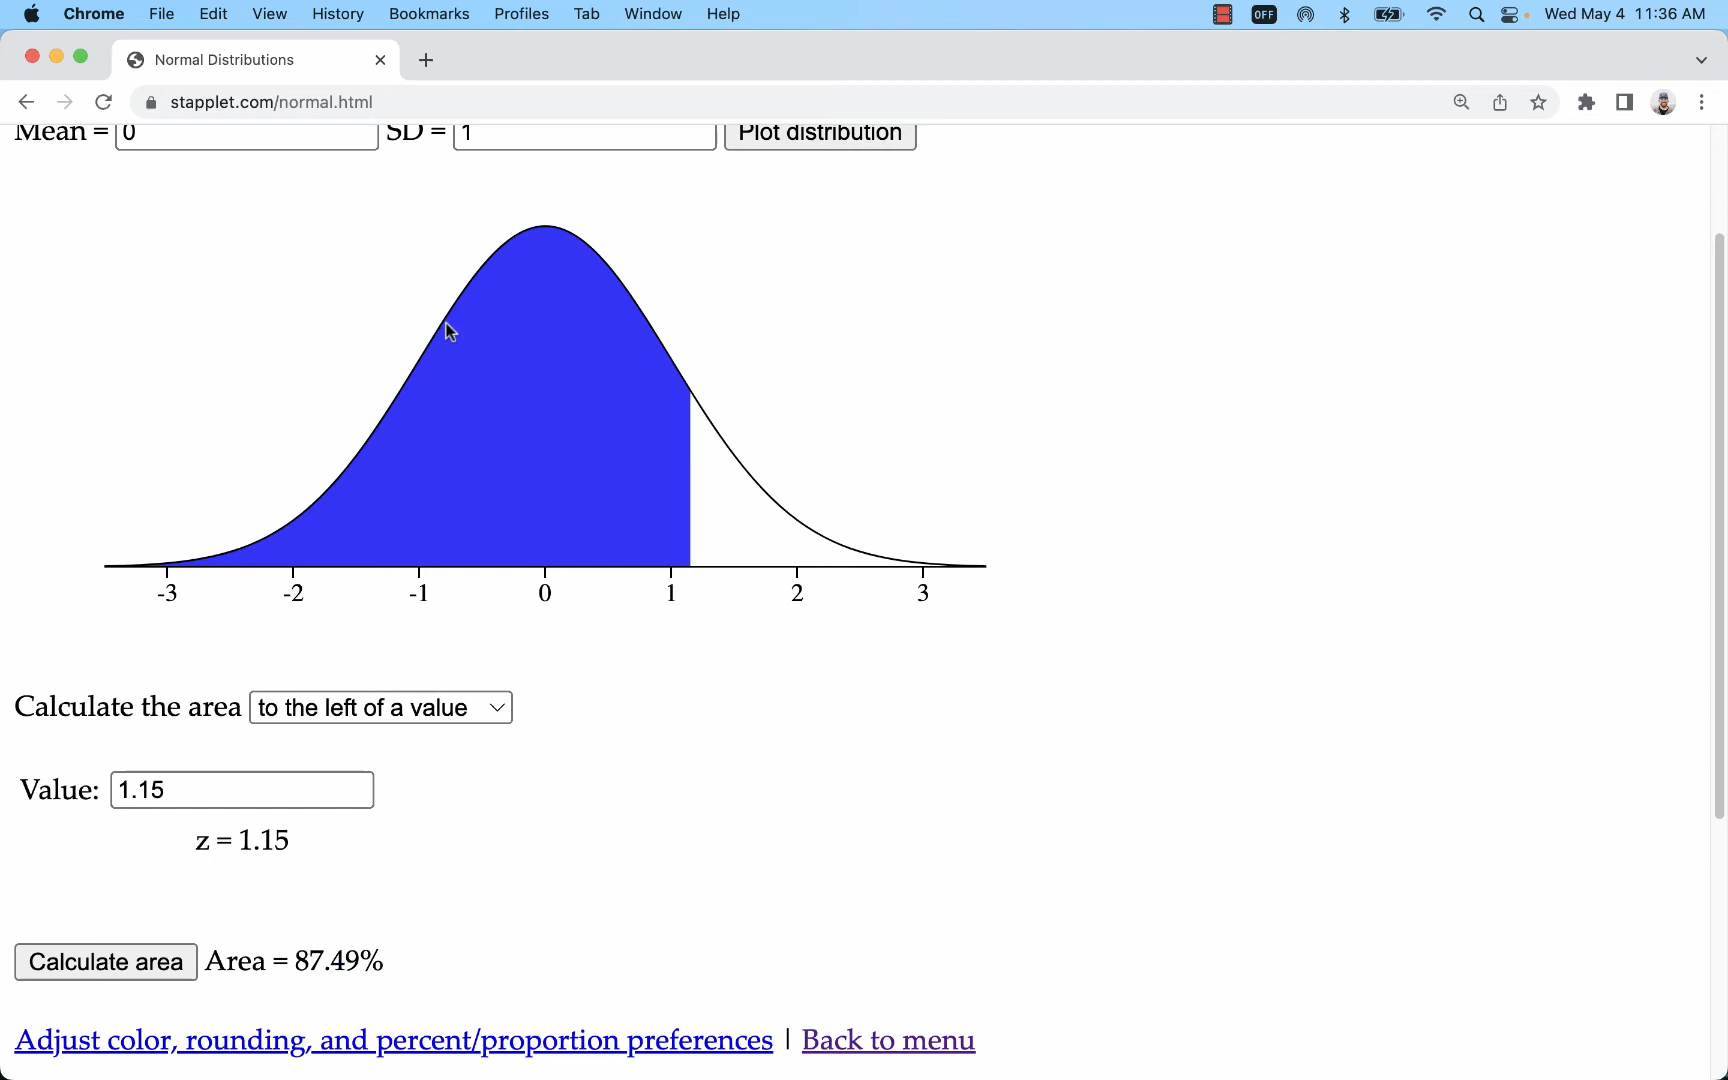 Chrome File Edit View History Bookmarks Profiles Tab Window Help OFF Wed May 4 11:36 AM
Normal Distributions
stapplet.com/normal.html
Mean = 0 SD = 1 Plot distribution
-3 -2 -1 0 1 2 3
Calculate the area to the left of a value
Value: 1.15
z = 1.15
Calculate area Area = 87.49%
Adjust color, rounding, and percent/proportion preferences | Back to menu